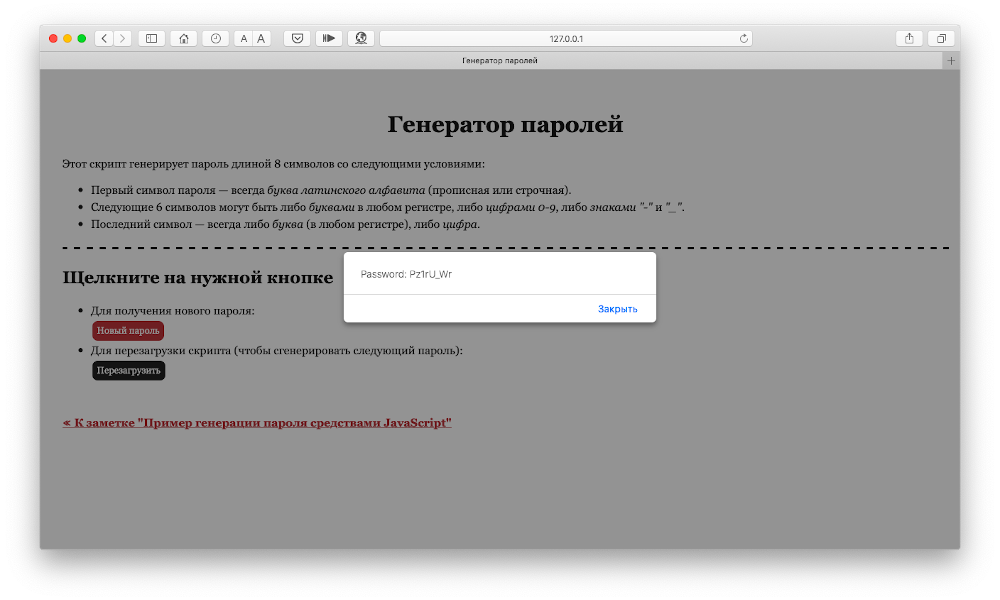 A A
127.0.0.1
Генератор паролей
Генератор паролей
Этот скрипт генерирует пароль длиной 8 символов со следующими условиями:
• Первый символ пароля — всегда буква латинского алфавита (прописная или строчная).
• Следующие 6 символов могут быть либо буквами в любом регистре, либо цифрами 0-9, либо знаками "-" и "_".
• Последний символ — всегда либо буква (в любом регистре), либо цифра.
Щелкните на нужной кнопке
Password: Pz1rU_Wr
Закрыть
• Для получения нового пароля:
Новый пароль
• Для перезагрузки скрипта (чтобы сгенерировать следующий пароль):
Перезагрузить
« К заметке "Пример генерации пароля средствами JavaScript"